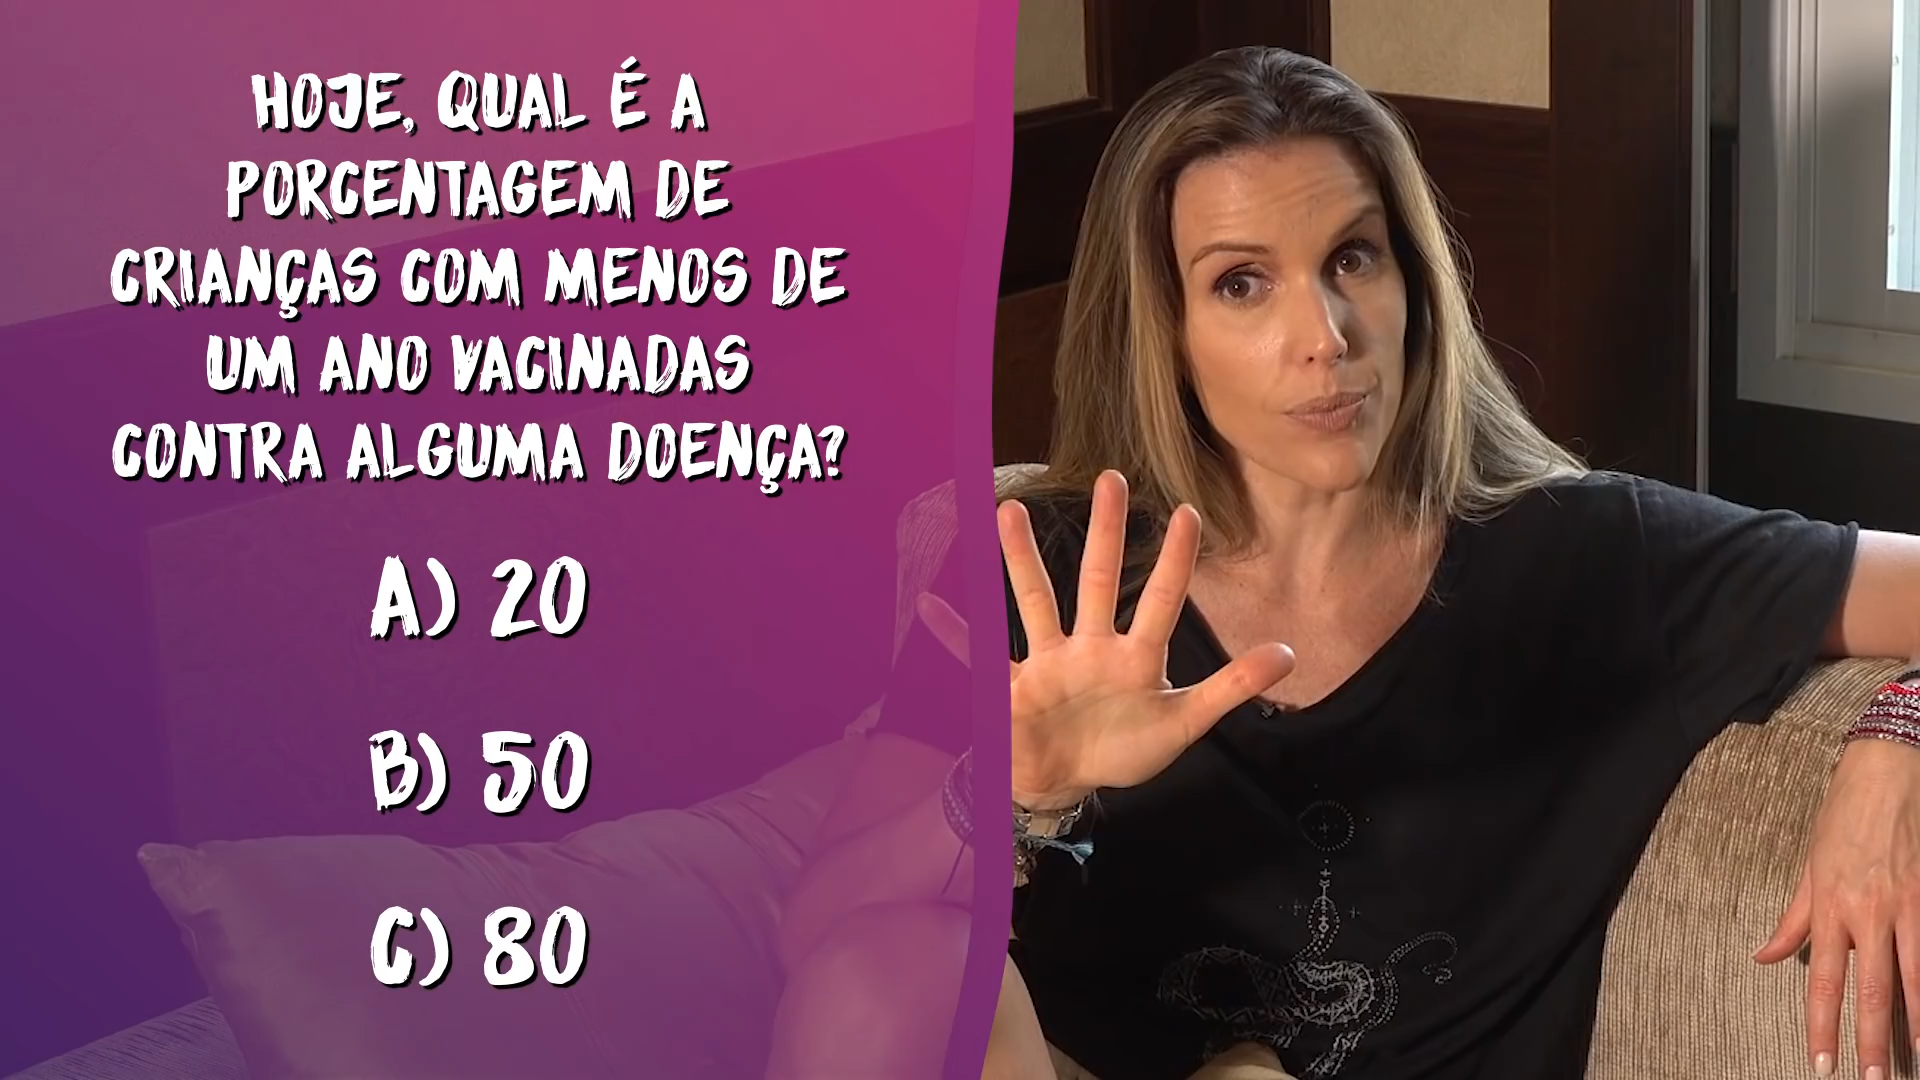 HOJE, QUAL É A
PORCENTAGEM DE
CRIANÇAS COM MENOS DE
UM ANO VACINADAS
CONTRA ALGUMA DOENÇA?
A) 20
B) 50
C) 80